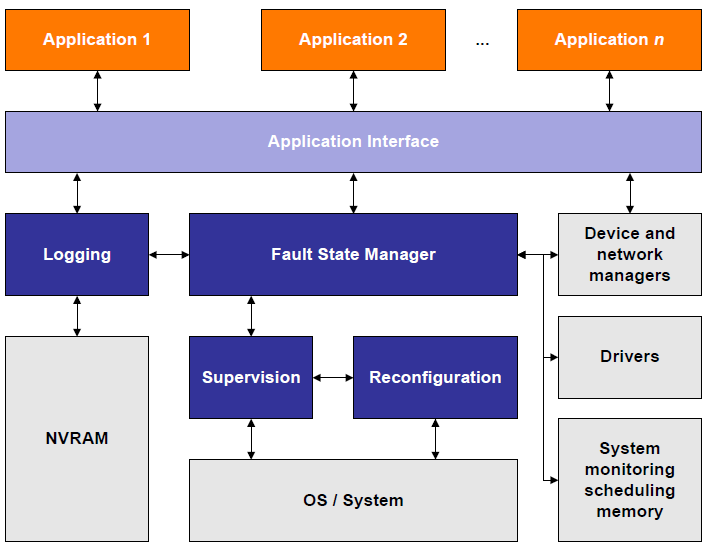 Application 1
Application 2
...
Application n
Application Interface
Logging
Fault State Manager
Device and
network
managers
Supervision
Reconfiguration
Drivers
NVRAM
OS / System
System
monitoring
scheduling
memory